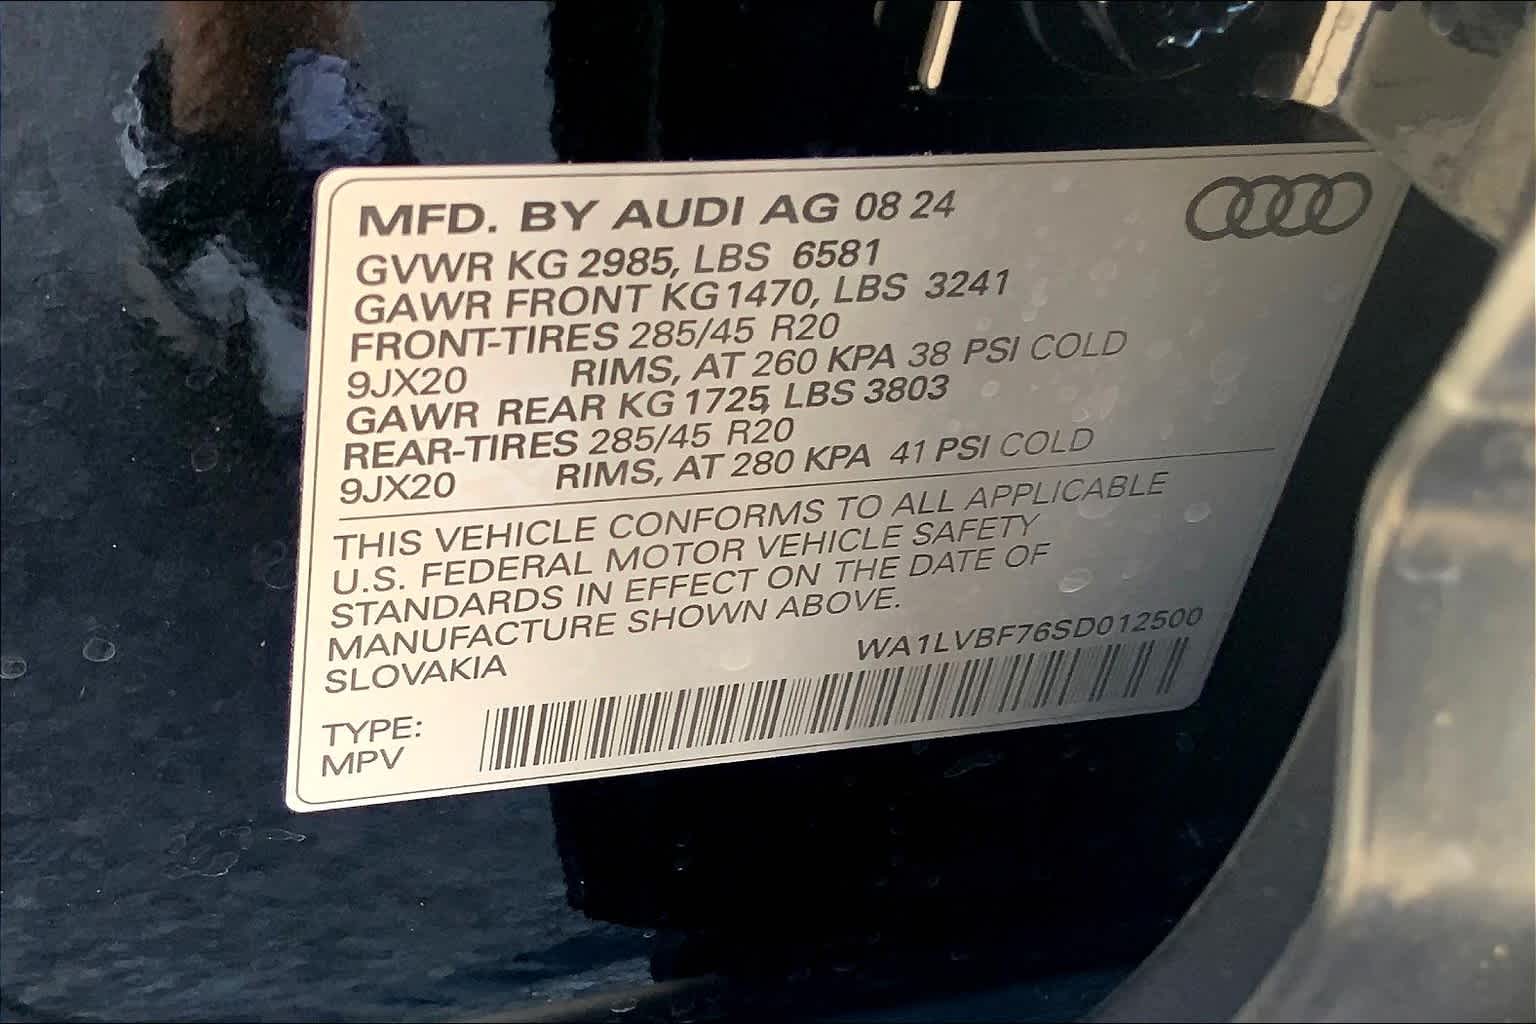 MFD. BY AUDI AG 08 24
GVWR KG 2985, LBS 6581
GAWR FRONT KG 1470, LBS 3241
FRONT-TIRES 285/45 R20
9JX20 RIMS, AT 260 KPA 38 PSI COLD
GAWR REAR KG 1725, LBS 3803
REAR-TIRES 285/45 R20
9JX20 RIMS, AT 280 KPA 41 PSI COLD
THIS VEHICLE CONFORMS TO ALL APPLICABLE
U.S. FEDERAL MOTOR VEHICLE SAFETY
STANDARDS IN EFFECT ON THE DATE OF
MANUFACTURE SHOWN ABOVE.
SLOVAKIA WA1LVBF76SD012500
TYPE:
MPV